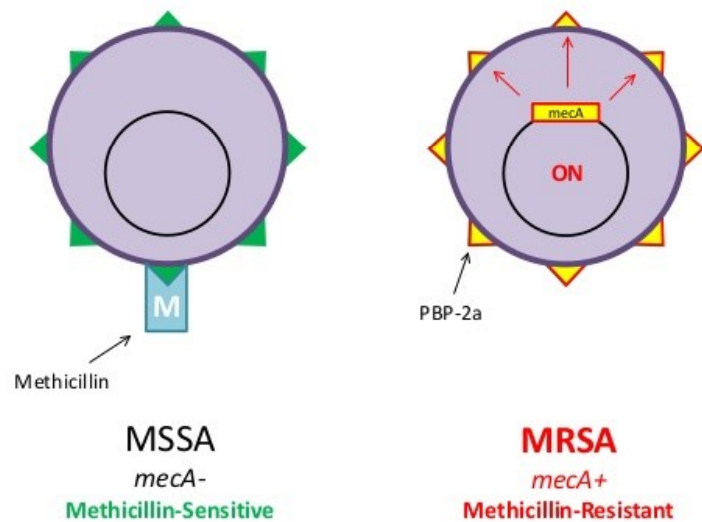 mecA
ON
M
PBP-2a
Methicillin
MSSA
mecA-
Methicillin-Sensitive
MRSA
mecA+
Methicillin-Resistant